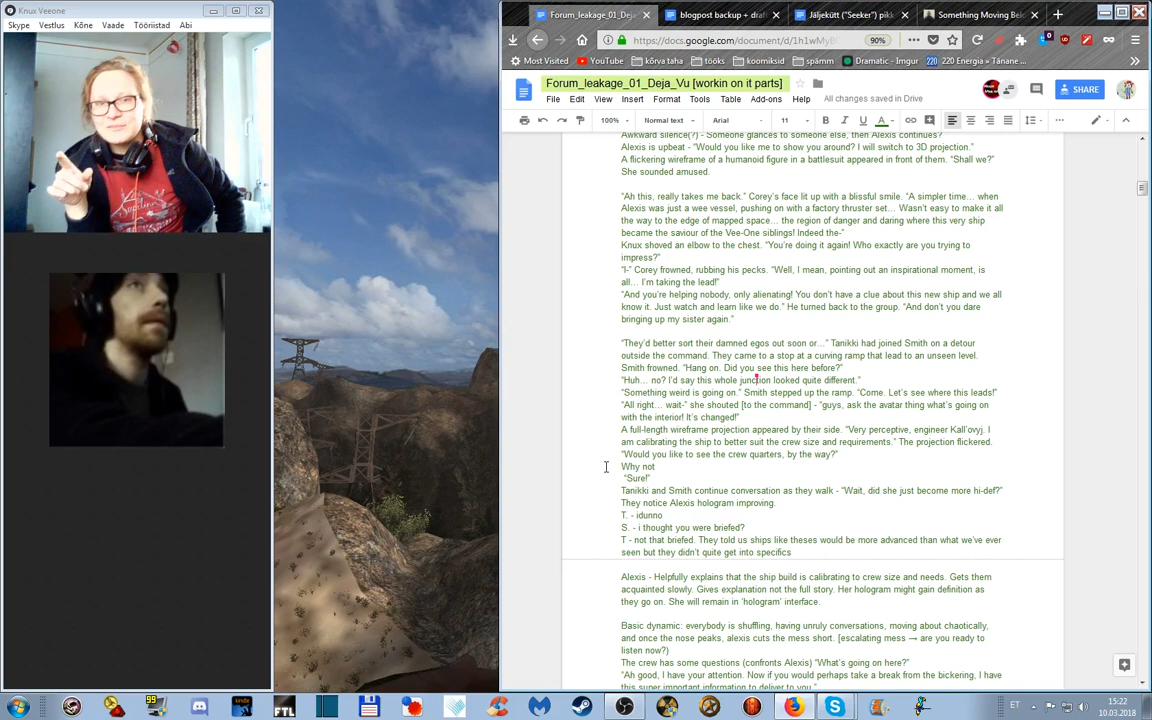 Knux Veeone
Skype Vestlus Kõne Vaade Tööriistad Abi
Forum_leakage_01_Deja
blogpost backup + draft
Jäljekütt ("Seeker") pikk
Something Moving Bel
90%
Most Visited YouTube kõrva taha tööks spämm Dramatic - Imgur 220 Energia » Tänane ...
Forum_leakage_01_Deja_Vu [workin on it parts]
File Edit View Insert Format Tools Table Add-ons Help All changes saved in Drive
SHARE
100% Normal text Arial 11 B I U A
Awkward silence(?) - Someone glances to someone else, then Alexis continues?
Alexis is upbeat - “Would you like me to show you around? I will switch to 3D projection.”
A flickering wireframe of a humanoid figure in a battlesuit appeared in front of them. “Shall we?”
She sounded amused.
“Ah this, really takes me back.” Corey’s face lit up with a blissful smile. “A simpler time… when
Alexis was just a wee vessel, pushing on with a factory thruster set… Wasn’t easy to make it all
the way to the edge of mapped space… the region of danger and daring where this very ship
became the saviour of the Vee-One siblings! Indeed the-”
Knux shoved an elbow to the chest. “You’re doing it again! Who exactly are you trying to
impress?”
“I-” Corey frowned, rubbing his pecks. “Well, I mean, pointing out an inspirational moment, is
all… I’m taking the lead!”
“And you’re helping nobody, only alienating! You don’t have a clue about this new ship and we all
know it. Just watch and learn like we do.” He turned back to the group. “And don’t you dare
bringing up my sister again.”
“They’d better sort their damned egos out soon or…” Tanikki had joined Smith on a detour
outside the command. They came to a stop at a curving ramp that lead to an unseen level.
Smith frowned. “Hang on. Did you see this here before?”
“Huh… no? I’d say this whole junction looked quite different.”
“Something weird is going on.” Smith stepped up the ramp. “Come. Let’s see where this leads!”
“All right… wait-” she shouted [to the command] - “guys, ask the avatar thing what’s going on
with the interior! It’s changed!”
A full-length wireframe projection appeared by their side. “Very perceptive, engineer Kall’ovyj. I
am calibrating the ship to better suit the crew size and requirements.” The projection flickered.
“Would you like to see the crew quarters, by the way?”
Why not
“Sure!”
Tanikki and Smith continue conversation as they walk - “Wait, did she just become more hi-def?”
They notice Alexis hologram improving.
T. - idunno
S. - i thought you were briefed?
T - not that briefed. They told us ships like theses would be more advanced than what we’ve ever
seen but they didn’t quite get into specifics
Alexis - Helpfully explains that the ship build is calibrating to crew size and needs. Gets them
acquainted slowly. Gives explanation not the full story. Her hologram might gain definition as
they go on. She will remain in ‘hologram’ interface.
Basic dynamic: everybody is shuffling, having unruly conversations, moving about chaotically,
and once the nose peaks, alexis cuts the mess short. [escalating mess → are you ready to
listen now?]
The crew has some questions (confronts Alexis) “What’s going on here?”
“Ah good, I have your attention. Now if you would perhaps take a break from the bickering, I have
this super important information to deliver to you.”
99
kindle
FTL
ET
15:22
10.03.2018